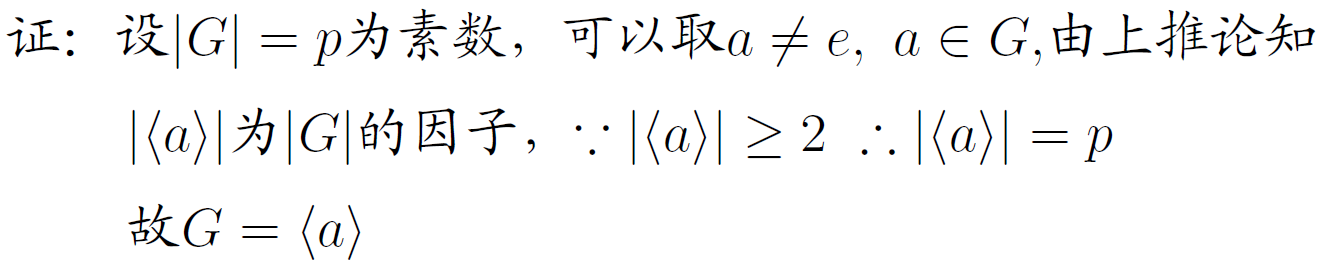 证：设|G| = p为素数，可以取a ≠ e, a ∈ G,由上推论知
|⟨a⟩|为|G|的因子，∵ |⟨a⟩| ≥ 2 ∴ |⟨a⟩| = p
故G = ⟨a⟩